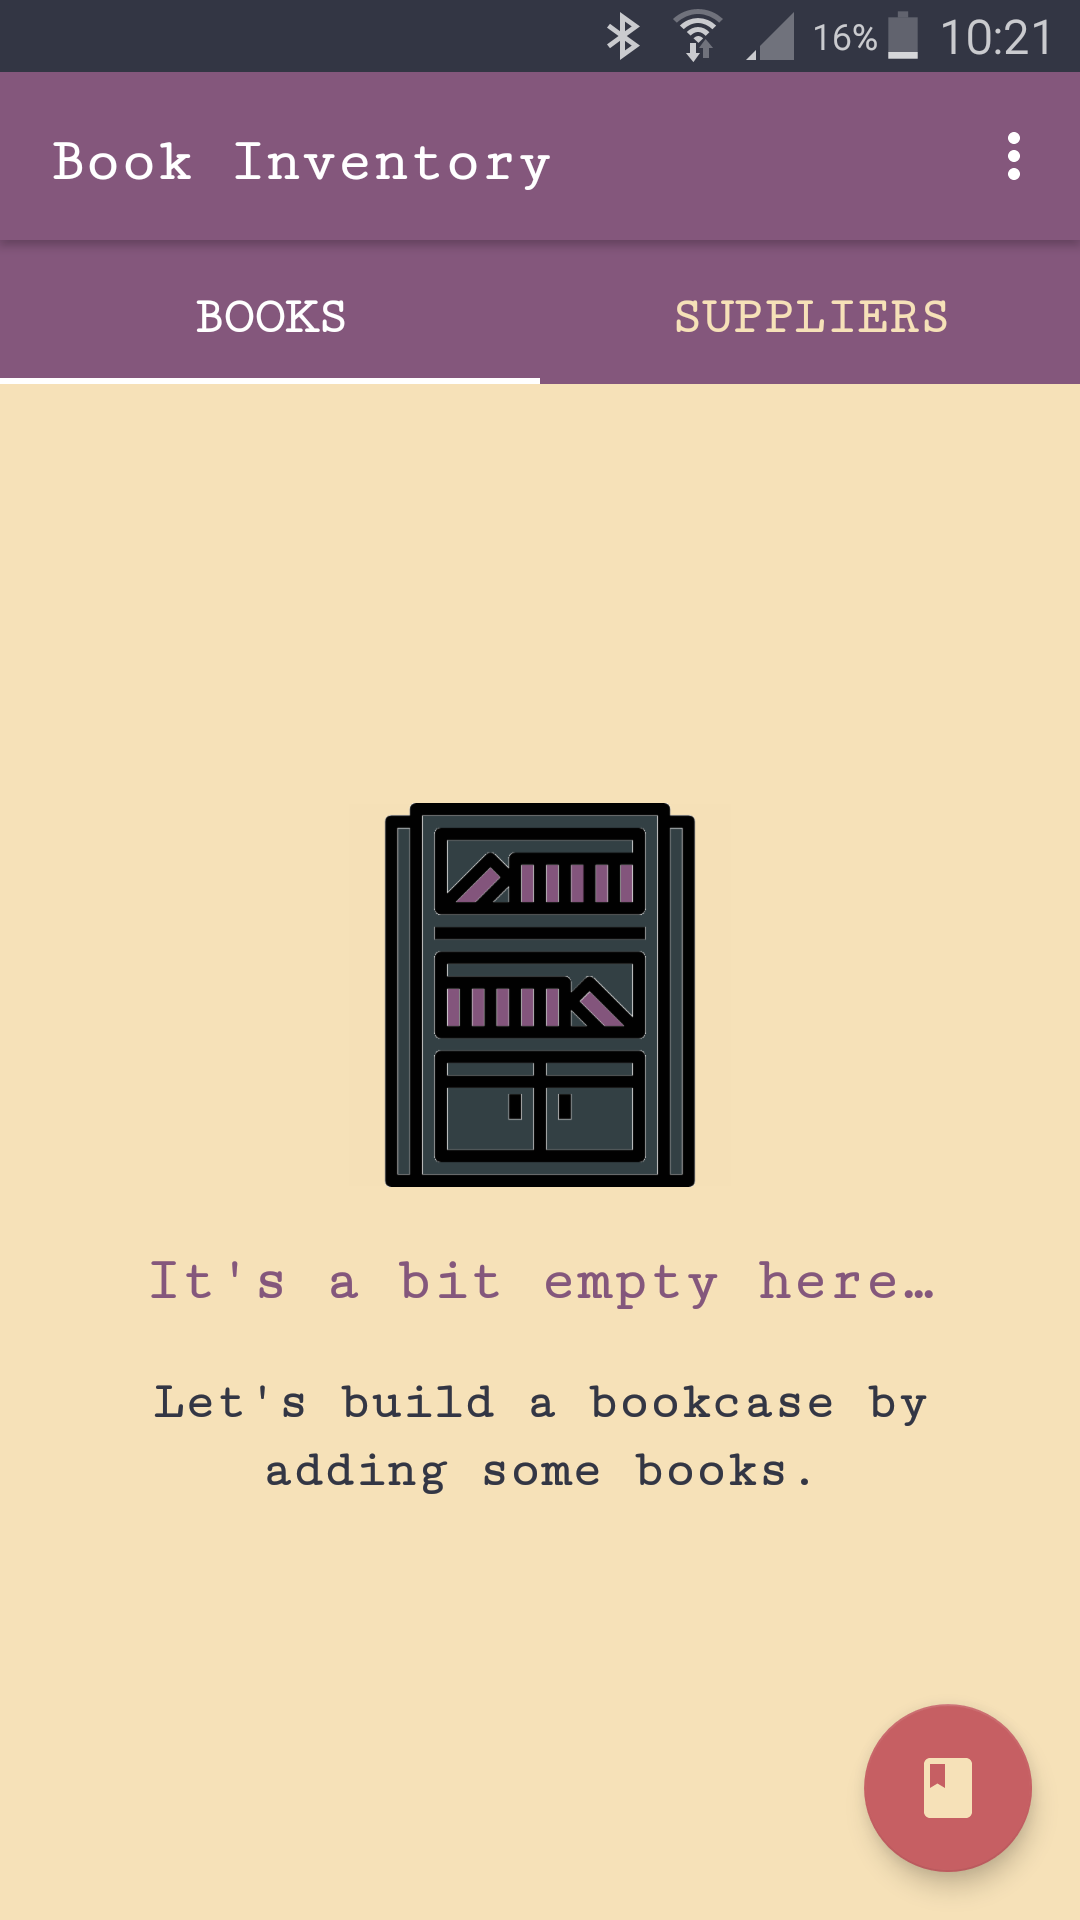 16% 10:21
Book Inventory
BOOKS SUPPLIERS
It's a bit empty here…
Let's build a bookcase by
adding some books.